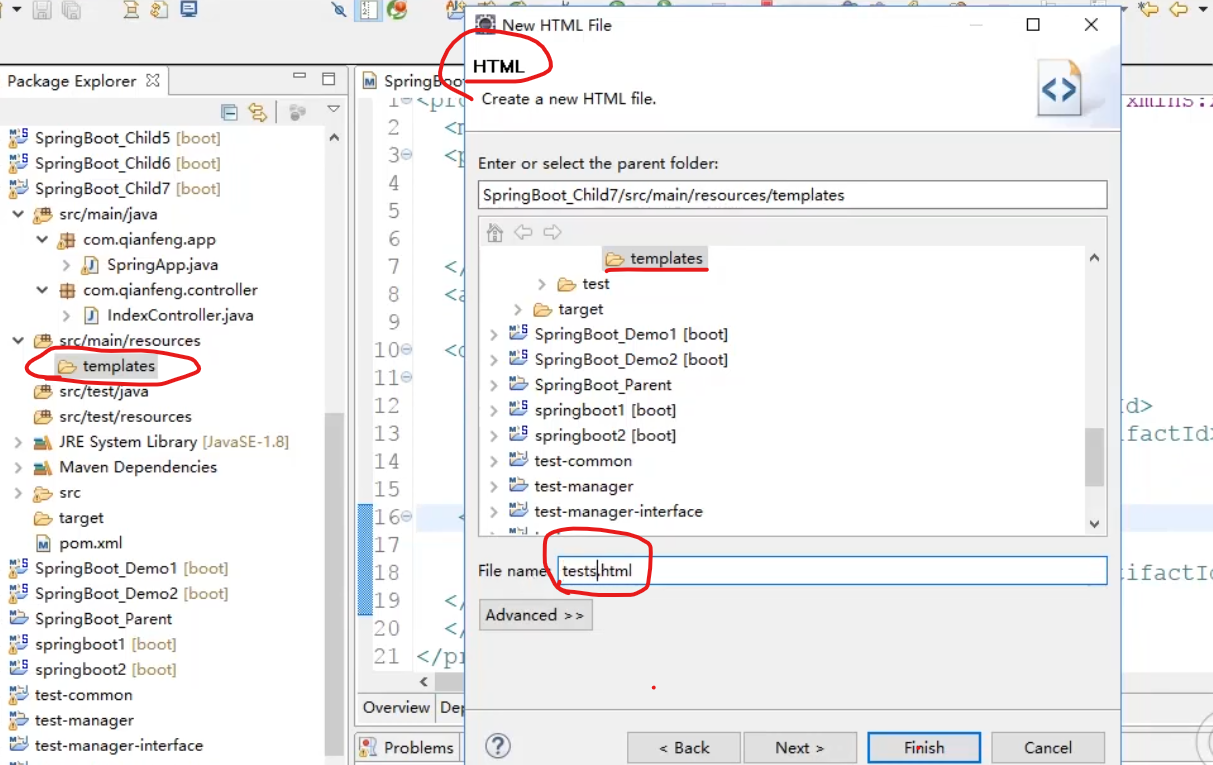 New HTML File
HTML
Create a new HTML file.
Package Explorer
SpringBoot_Child5 [boot]
SpringBoot_Child6 [boot]
SpringBoot_Child7 [boot]
src/main/java
com.qianfeng.app
SpringApp.java
com.qianfeng.controller
IndexController.java
src/main/resources
templates
src/test/java
src/test/resources
JRE System Library [JavaSE-1.8]
Maven Dependencies
src
target
pom.xml
SpringBoot_Demo1 [boot]
SpringBoot_Demo2 [boot]
SpringBoot_Parent
springboot1 [boot]
springboot2 [boot]
test-common
test-manager
test-manager-interface
SpringBoo
1 <pro
2 <m
3 <p
4
5
6
7 </
8 <a
9
10 <d
11
12 d>
13 ifactId>
14
15
16 <
17
18 tifactId
19 </
20 </
21 </pr
xmlns:
Overview
Dep
Problems
Enter or select the parent folder:
SpringBoot_Child7/src/main/resources/templates
templates
test
target
SpringBoot_Demo1 [boot]
SpringBoot_Demo2 [boot]
SpringBoot_Parent
springboot1 [boot]
springboot2 [boot]
test-common
test-manager
test-manager-interface
File name: tests.html
Advanced >>
< Back
Next >
Finish
Cancel